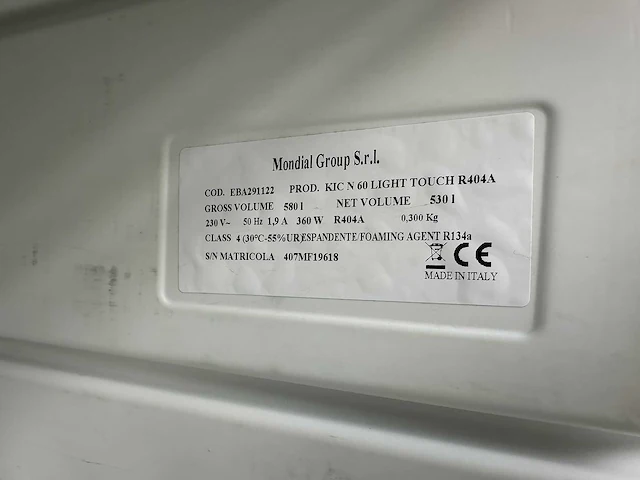 Mondial Group S.r.l.
COD. EBA291122 PROD. KIC N 60 LIGHT TOUCH R404A
GROSS VOLUME 580 l NET VOLUME 530 l
230 V~ 50 Hz 1,9 A 360 W R404A 0,300 Kg
CLASS 4 (30°C-55%UR)ESPANDENTE/FOAMING AGENT R134a
S/N MATRICOLA 407MF19618
CE
MADE IN ITALY